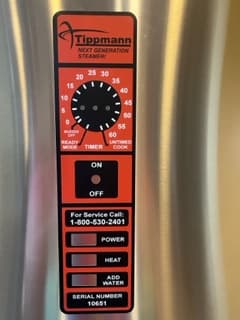 Tippmann
NEXT GENERATION
STEAMER!
25
20 30
15 35
10 40
5 45
0 50
BUZZER
OFF
55
60
READY
MODE
TIMER
UNTIMED
COOK
ON
OFF
For Service Call:
1-800-530-2401
POWER
HEAT
ADD
WATER
SERIAL NUMBER
10651